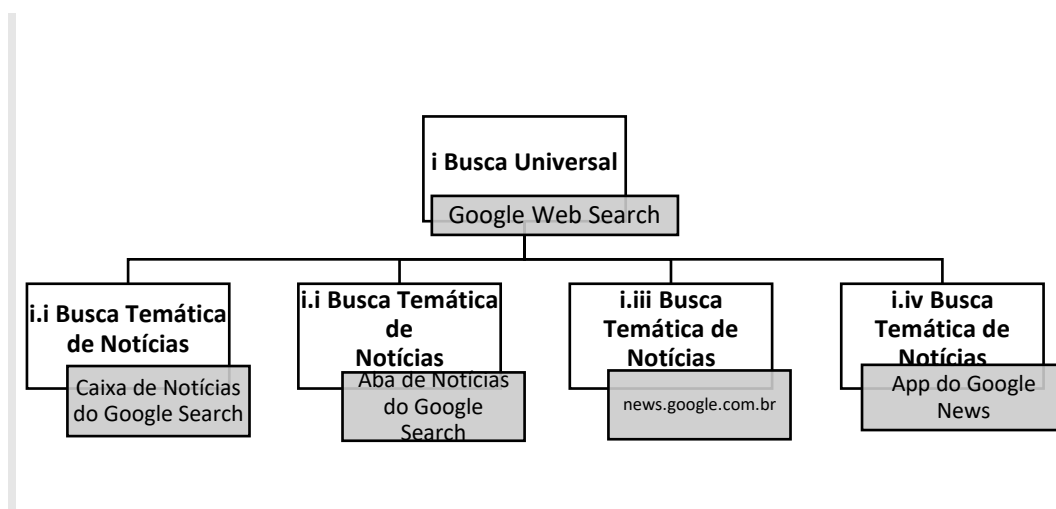 i Busca Universal
Google Web Search
i.i Busca Temática
de Notícias
Caixa de Notícias
do Google Search
i.i Busca Temática
de
Notícias
Aba de Notícias
do Google
Search
i.iii Busca
Temática de
Notícias
news.google.com.br
i.iv Busca
Temática de
Notícias
App do Google
News